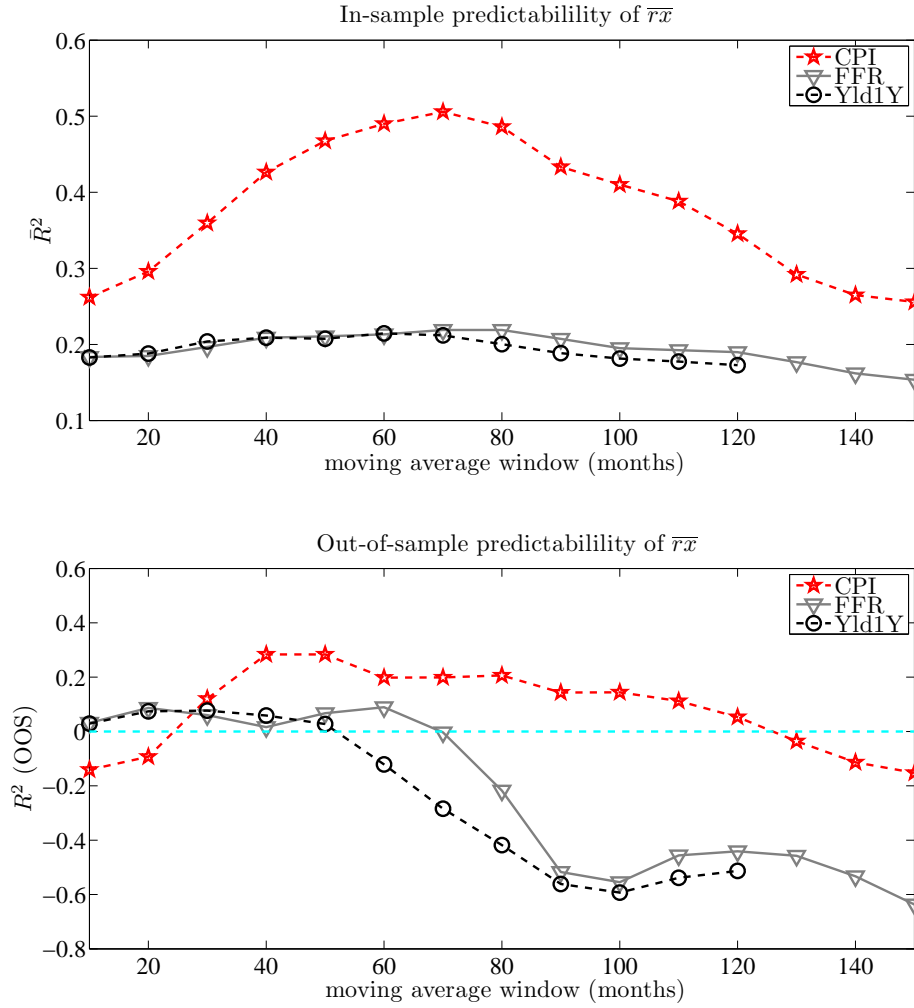 In-sample predictabilility of $\overline{rx}$
0.6
0.5
0.4
0.3
0.2
0.1
$\bar{R}^2$
CPI
FFR
Yld1Y
20 40 60 80 100 120 140
moving average window (months)
Out-of-sample predictabilility of $\overline{rx}$
0.6
0.4
0.2
0
−0.2
−0.4
−0.6
−0.8
$R^2$ (OOS)
CPI
FFR
Yld1Y
20 40 60 80 100 120 140
moving average window (months)